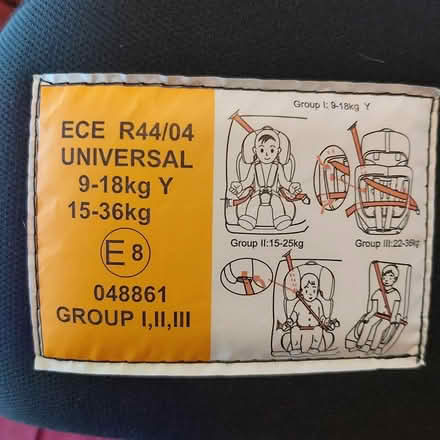 ECE R44/04
UNIVERSAL
9-18kg Y
15-36kg
E 8
048861
GROUP I,II,III
Group I: 9-18kg Y
Group II:15-25kg
Group III:22-36kg